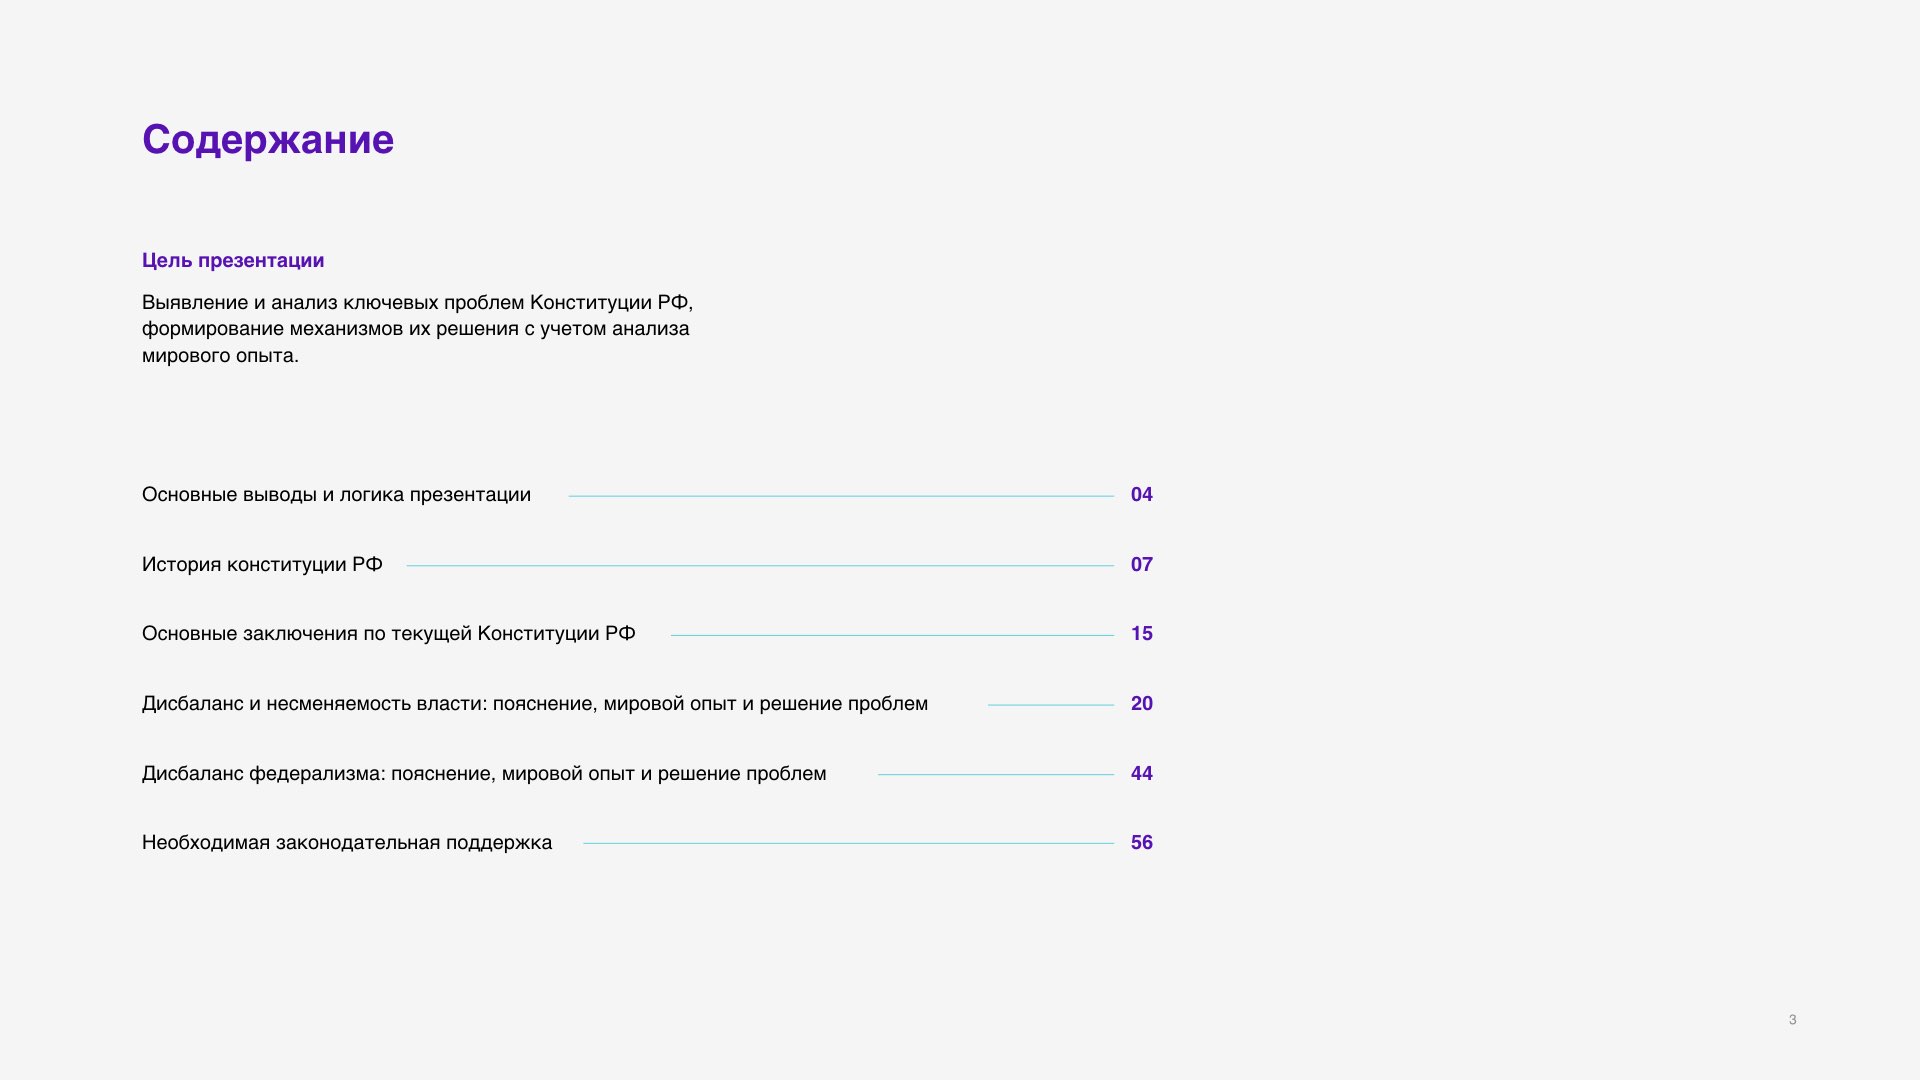 Содержание
Цель презентации
Выявление и анализ ключевых проблем Конституции РФ,
формирование механизмов их решения с учетом анализа
мирового опыта.
Основные выводы и логика презентации 04
История конституции РФ 07
Основные заключения по текущей Конституции РФ 15
Дисбаланс и несменяемость власти: пояснение, мировой опыт и решение проблем 20
Дисбаланс федерализма: пояснение, мировой опыт и решение проблем 44
Необходимая законодательная поддержка 56
3